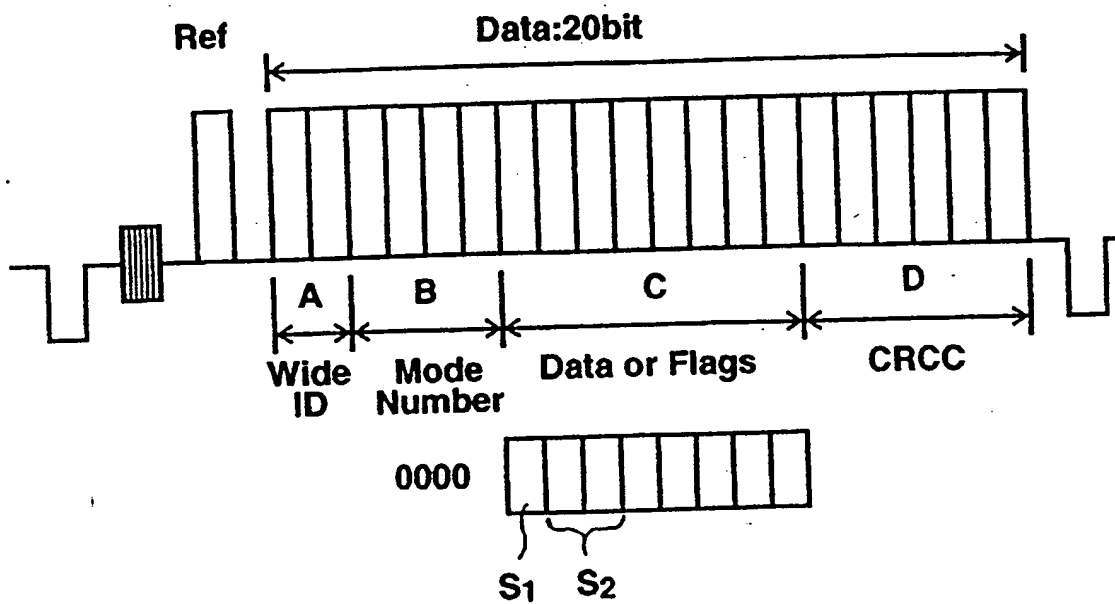 Ref
Data:20bit
A B C D
Wide ID
Mode Number
Data or Flags
CRCC
0000
S1 S2